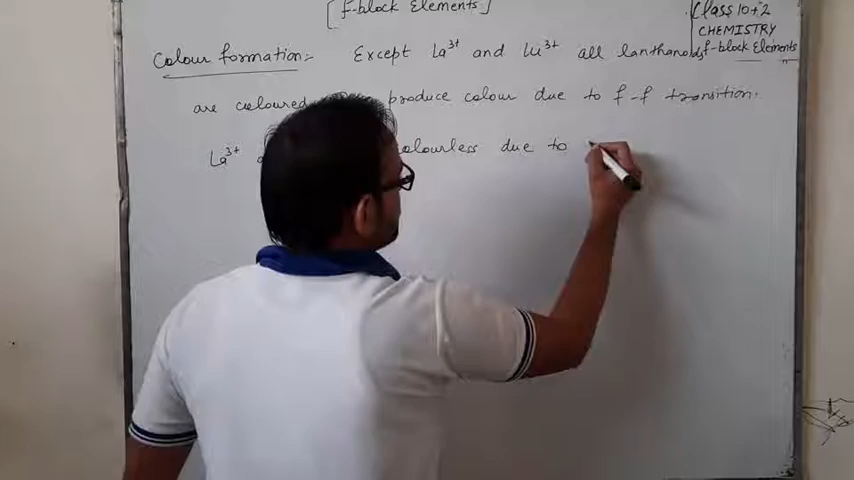 [f-block Elements]
Class 10+2
CHEMISTRY
f-block Elements
Colour formation:- Except La³⁺ and Lu³⁺ all lanthanoids
are coloured produce colour due to f-f transition.
La³⁺ colourless due to